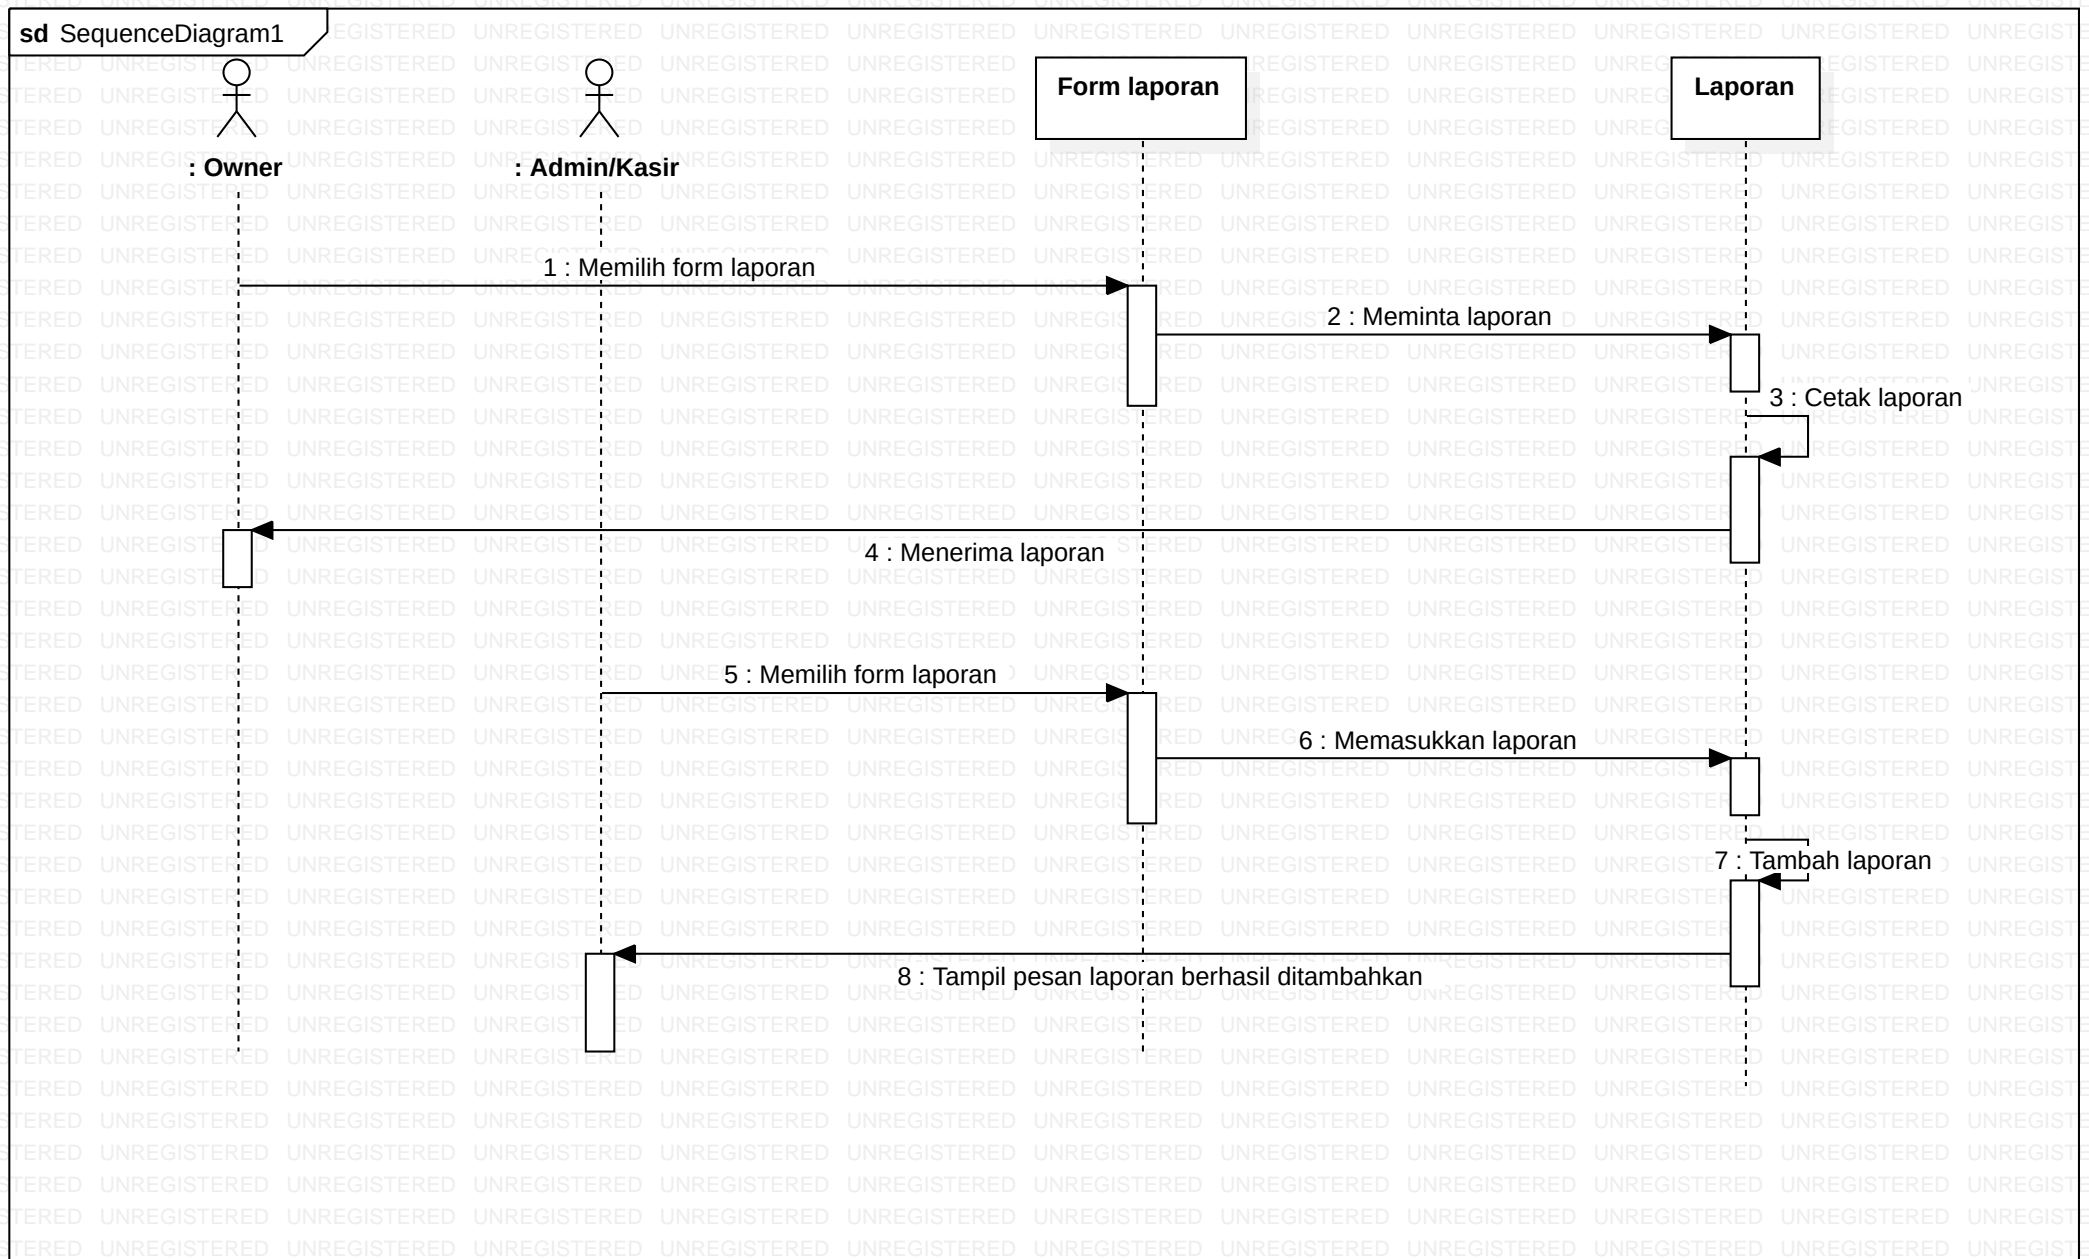 sd SequenceDiagram1
Form laporan
Laporan
: Owner
: Admin/Kasir
1 : Memilih form laporan
2 : Meminta laporan
3 : Cetak laporan
4 : Menerima laporan
5 : Memilih form laporan
6 : Memasukkan laporan
7 : Tambah laporan
8 : Tampil pesan laporan berhasil ditambahkan
UNREGISTERED